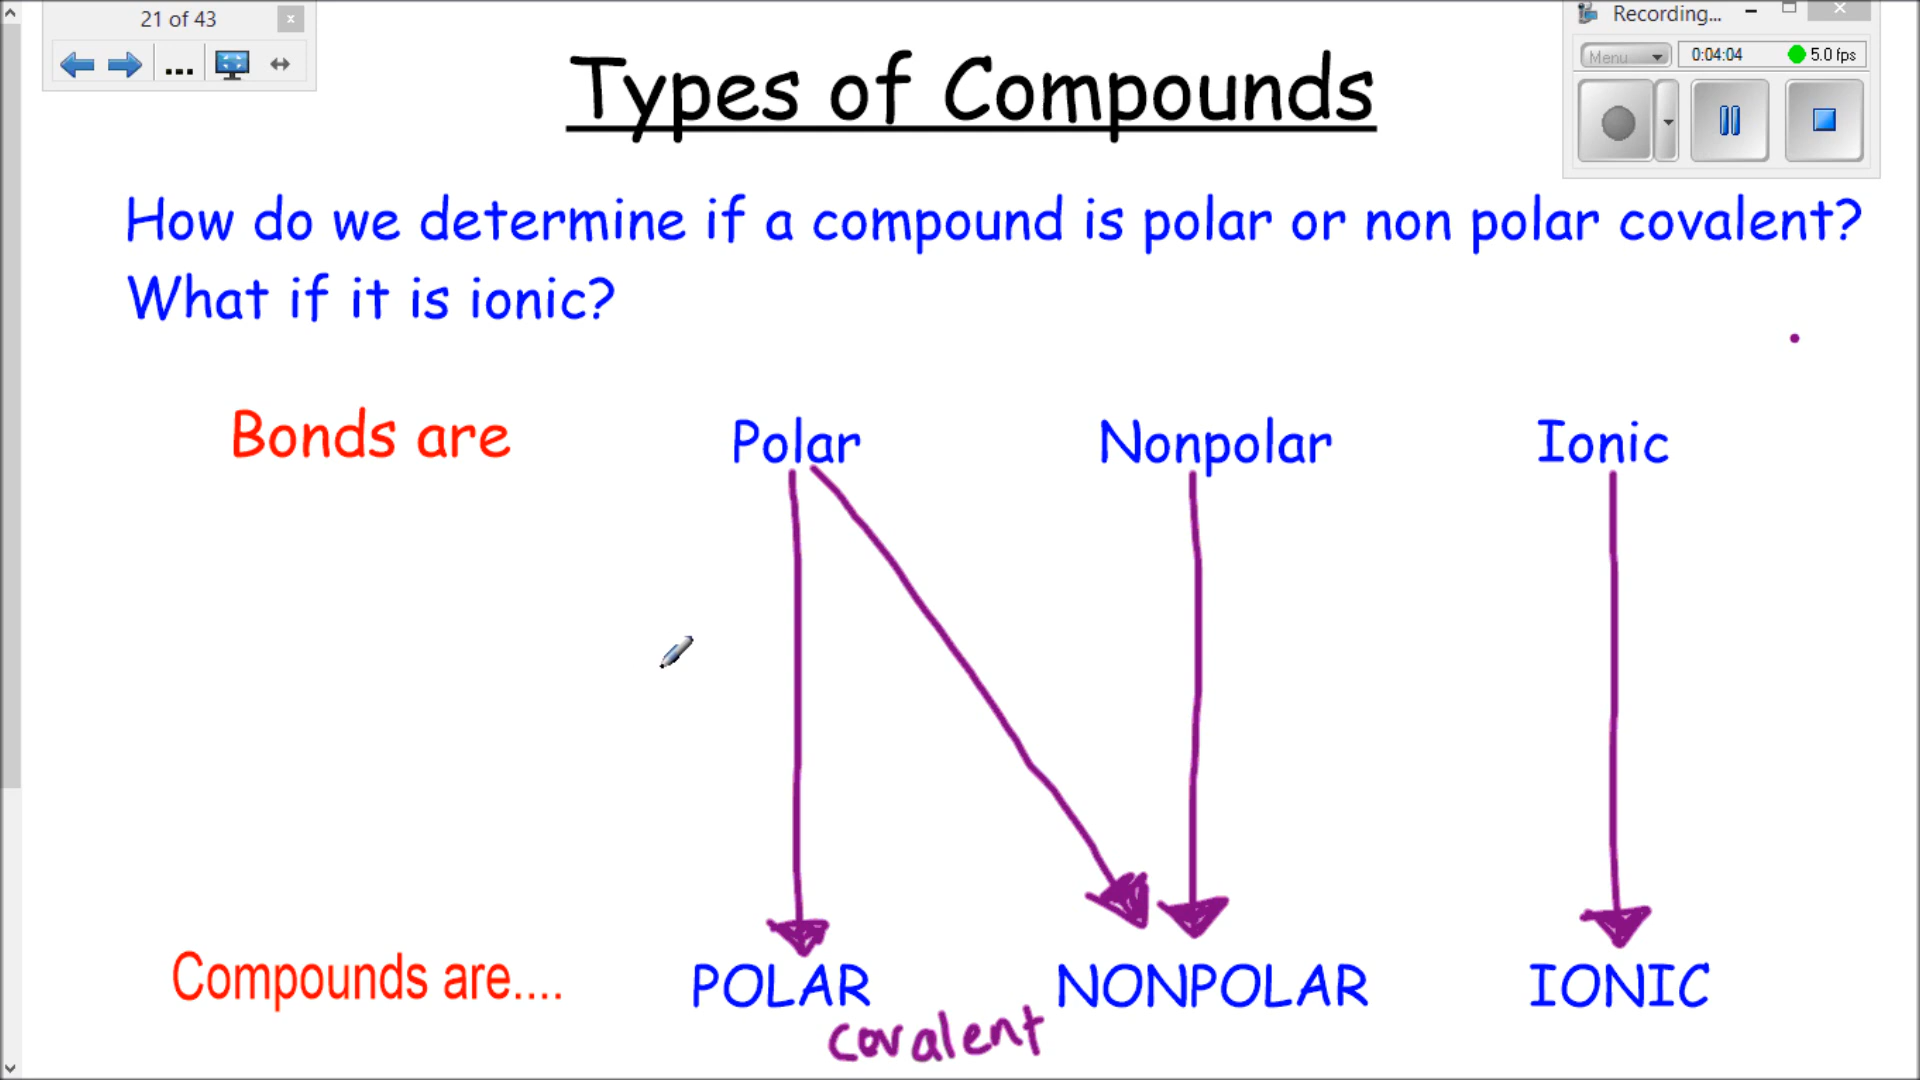 21 of 43
Recording...
Menu
0:04:04
5.0 fps
Types of Compounds
How do we determine if a compound is polar or non polar covalent?
What if it is ionic?
Bonds are
Polar
Nonpolar
Ionic
Compounds are....
POLAR
NONPOLAR
IONIC
covalent